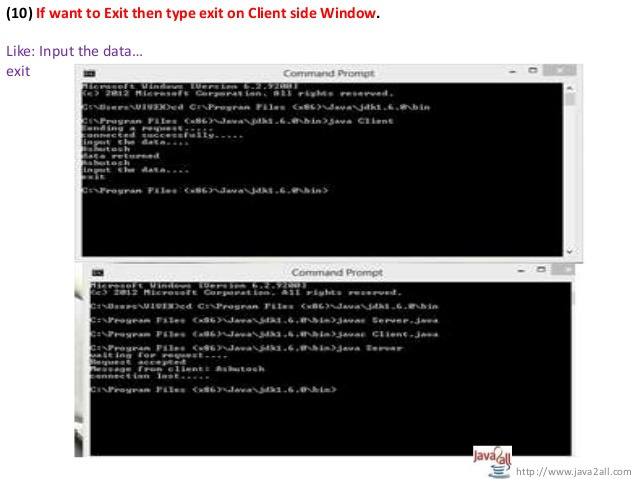 (10) If want to Exit then type exit on Client side Window.
Like: Input the data...
exit
Command Prompt
Microsoft Windows [Version 6.2.9200]
(c) 2012 Microsoft Corporation. All rights reserved.
C:\Users\VIVEK>cd C:\Program Files (x86)\Java\jdk1.6.0\bin
C:\Program Files (x86)\Java\jdk1.6.0\bin>java Client
Sending a request.....
connected successfully.....
input the data....
Ashutosh
data returned
Ashutosh
input the data....
exit
C:\Program Files (x86)\Java\jdk1.6.0\bin>
Command Prompt
Microsoft Windows [Version 6.2.9200]
(c) 2012 Microsoft Corporation. All rights reserved.
C:\Users\VIVEK>cd C:\Program Files (x86)\Java\jdk1.6.0\bin
C:\Program Files (x86)\Java\jdk1.6.0\bin>javac Server.java
C:\Program Files (x86)\Java\jdk1.6.0\bin>javac Client.java
C:\Program Files (x86)\Java\jdk1.6.0\bin>java Server
waiting for request....
Request accepted
Message from client: Ashutosh
connection lost.....
C:\Program Files (x86)\Java\jdk1.6.0\bin>
Java2all
http://www.java2all.com